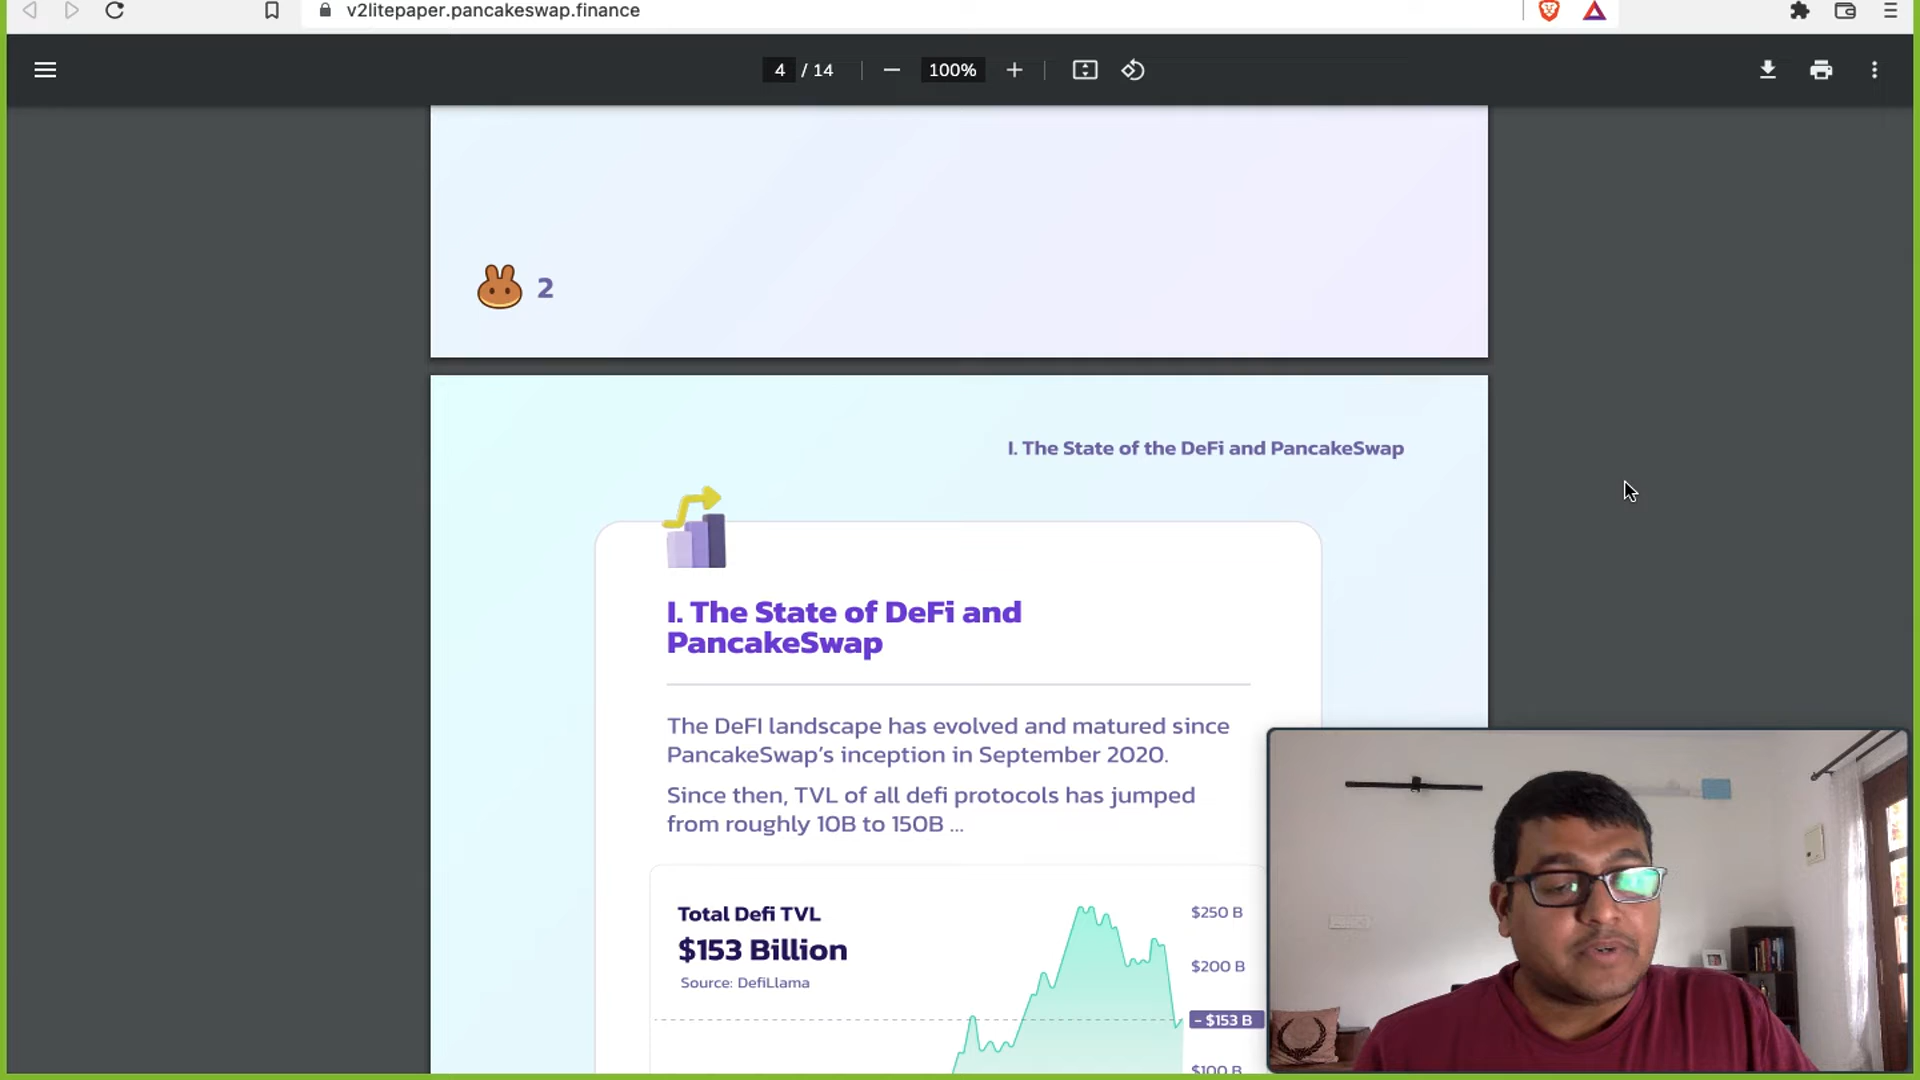 v2litepaper.pancakeswap.finance
4 / 14
100%
2
I. The State of the DeFi and PancakeSwap
I. The State of DeFi and
PancakeSwap
The DeFI landscape has evolved and matured since
PancakeSwap's inception in September 2020.
Since then, TVL of all defi protocols has jumped
from roughly 10B to 150B ...
Total Defi TVL
$153 Billion
Source: DefiLlama
$250 B
$200 B
- $153 B
$100 B